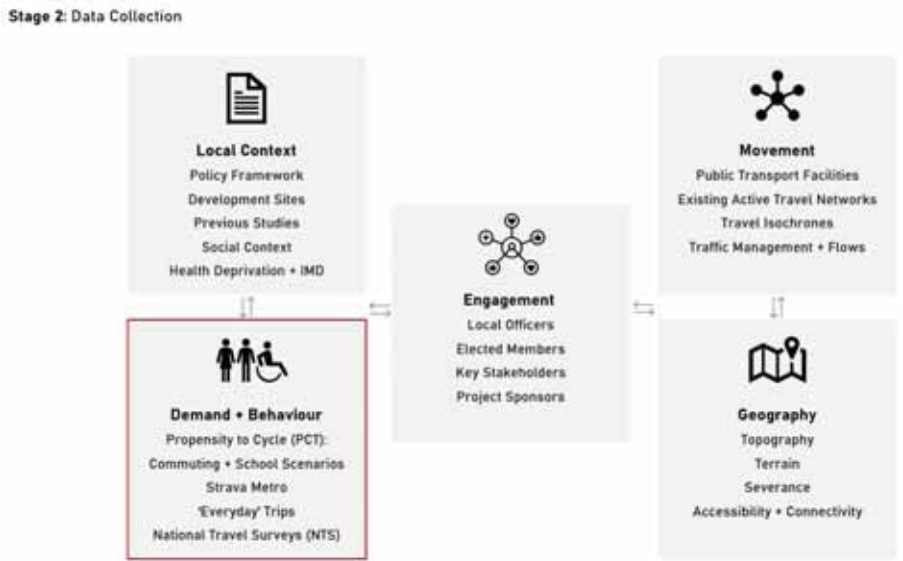 Stage 2: Data Collection
Local Context
Policy Framework
Development Sites
Previous Studies
Social Context
Health Deprivation + IMD
Demand + Behaviour
Propensity to Cycle (PCT):
Commuting + School Scenarios
Strava Metro
'Everyday' Trips
National Travel Surveys (NTS)
Engagement
Local Officers
Elected Members
Key Stakeholders
Project Sponsors
Movement
Public Transport Facilities
Existing Active Travel Networks
Travel Isochrones
Traffic Management + Flows
Geography
Topography
Terrain
Severance
Accessibility + Connectivity